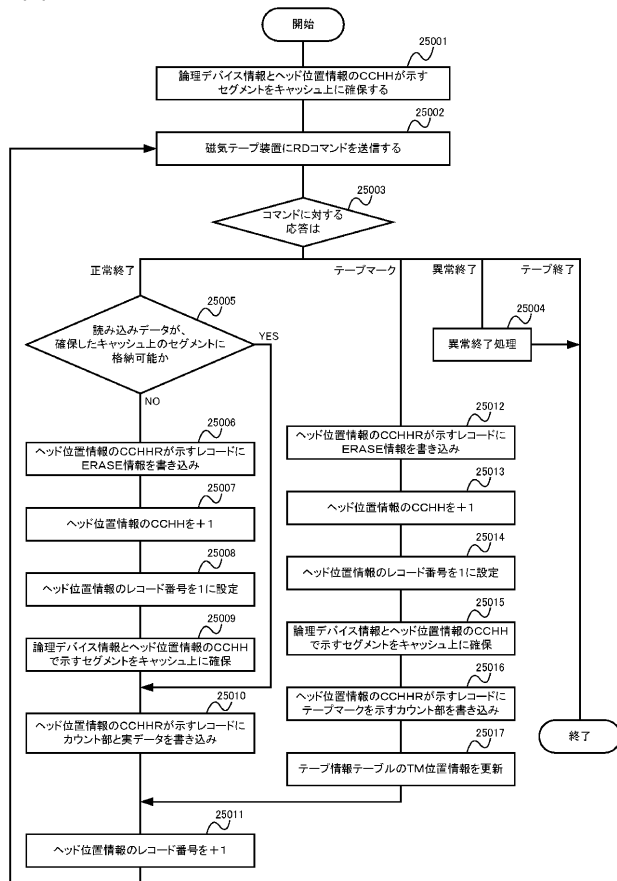 開始
25001
論理デバイス情報とヘッド位置情報のCCHHが示す
セグメントをキャッシュ上に確保する
25002
磁気テープ装置にRDコマンドを送信する
25003
コマンドに対する
応答は
正常終了
テープマーク
異常終了
テープ終了
25005
読み込みデータが、
確保したキャッシュ上のセグメントに
格納可能か
YES
NO
25004
異常終了処理
25006
ヘッド位置情報のCCHHRが示すレコードに
ERASE情報を書き込み
25007
ヘッド位置情報のCCHHを+1
25008
ヘッド位置情報のレコード番号を1に設定
25009
論理デバイス情報とヘッド位置情報のCCHH
で示すセグメントをキャッシュ上に確保
25010
ヘッド位置情報のCCHHRが示すレコードに
カウント部と実データを書き込み
25011
ヘッド位置情報のレコード番号を+1
25012
ヘッド位置情報のCCHHRが示すレコードに
ERASE情報を書き込み
25013
ヘッド位置情報のCCHHを+1
25014
ヘッド位置情報のレコード番号を1に設定
25015
論理デバイス情報とヘッド位置情報のCCHH
で示すセグメントをキャッシュ上に確保
25016
ヘッド位置情報のCCHHRが示すレコードに
テープマークを示すカウント部を書き込み
25017
テープ情報テーブルのTM位置情報を更新
終了